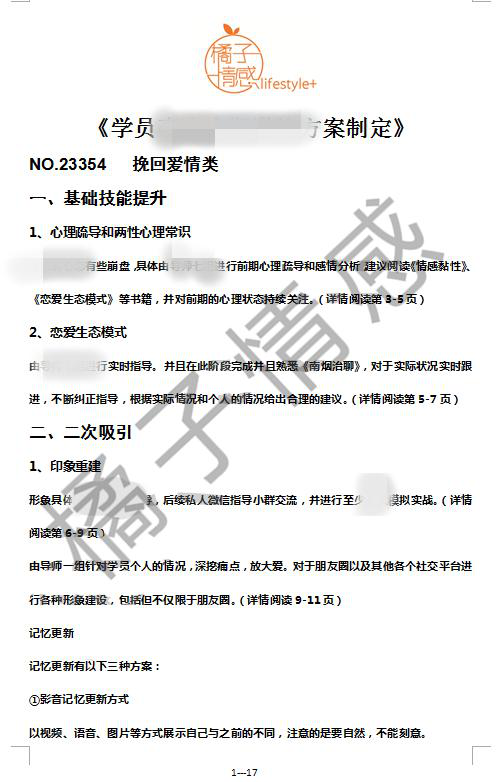 橘子
情感
lifestyle+
《学员 方案制定》
NO.23354 挽回爱情类
一、基础技能提升
1、心理疏导和两性心理常识
有些崩盘,具体由导师七 进行前期心理疏导和感情分析,建议阅读《情感黏性》、
《恋爱生态模式》等书籍，并对前期的心理状态持续关注。（详情阅读第 3-5 页）
2、恋爱生态模式
由导 进行实时指导。并且在此阶段完成并且熟悉《南烟治聊》，对于实际状况实时跟
进，不断纠正指导，根据实际情况和个人的情况给出合理的建议。（详情阅读第 5-7 页）
二、二次吸引
1、印象重建
形象具体 ，后续私人微信指导小群交流，并进行至少 模拟实战。（详情
阅读第 6-9 页）
由导师一组针对学员个人的情况，深挖痛点，放大爱。对于朋友圈以及其他各个社交平台进
行各种形象建设，包括但不仅限于朋友圈。（详情阅读 9-11 页）
记忆更新
记忆更新有以下三种方案：
①影音记忆更新方式
以视频、语音、图片等方式展示自己与之前的不同，注意的是要自然，不能刻意。
橘子情感
1---17